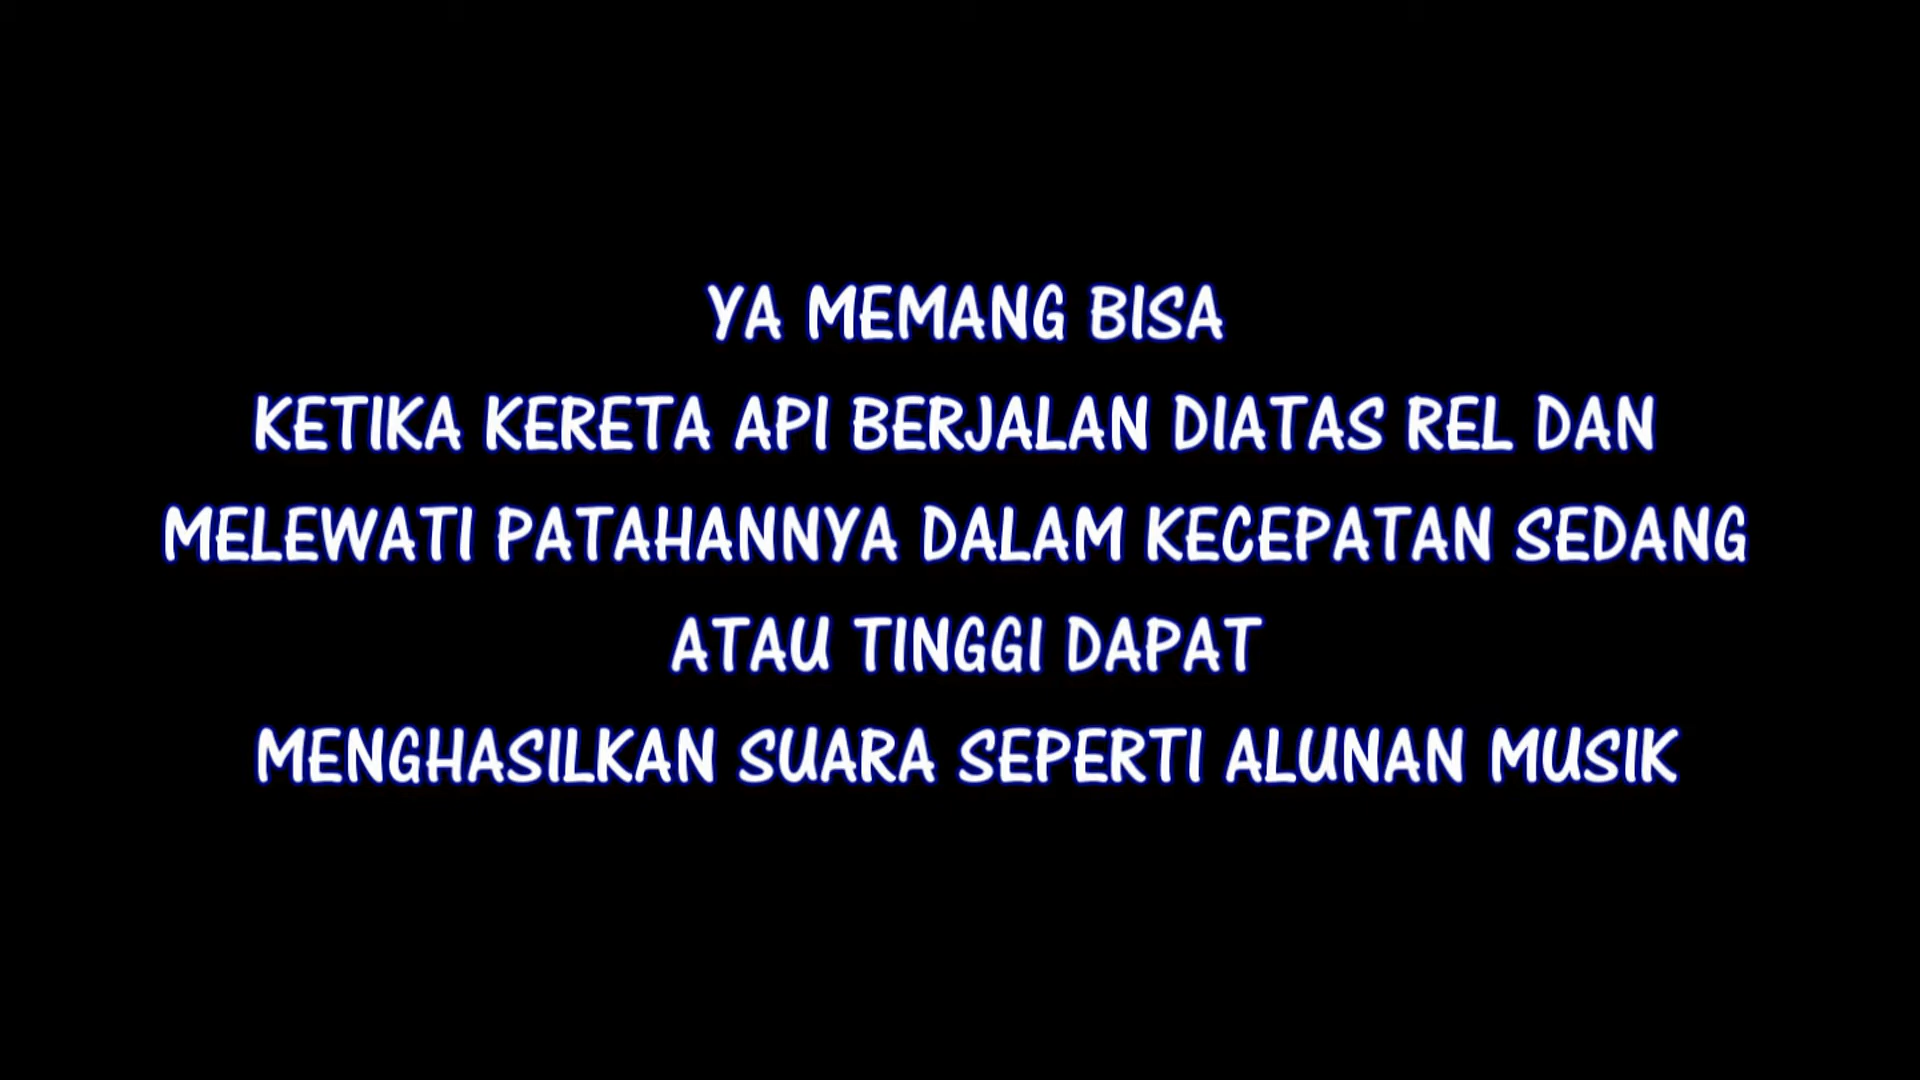 YA MEMANG BISA
KETIKA KERETA API BERJALAN DIATAS REL DAN
MELEWATI PATAHANNYA DALAM KECEPATAN SEDANG
ATAU TINGGI DAPAT
MENGHASILKAN SUARA SEPERTI ALUNAN MUSIK